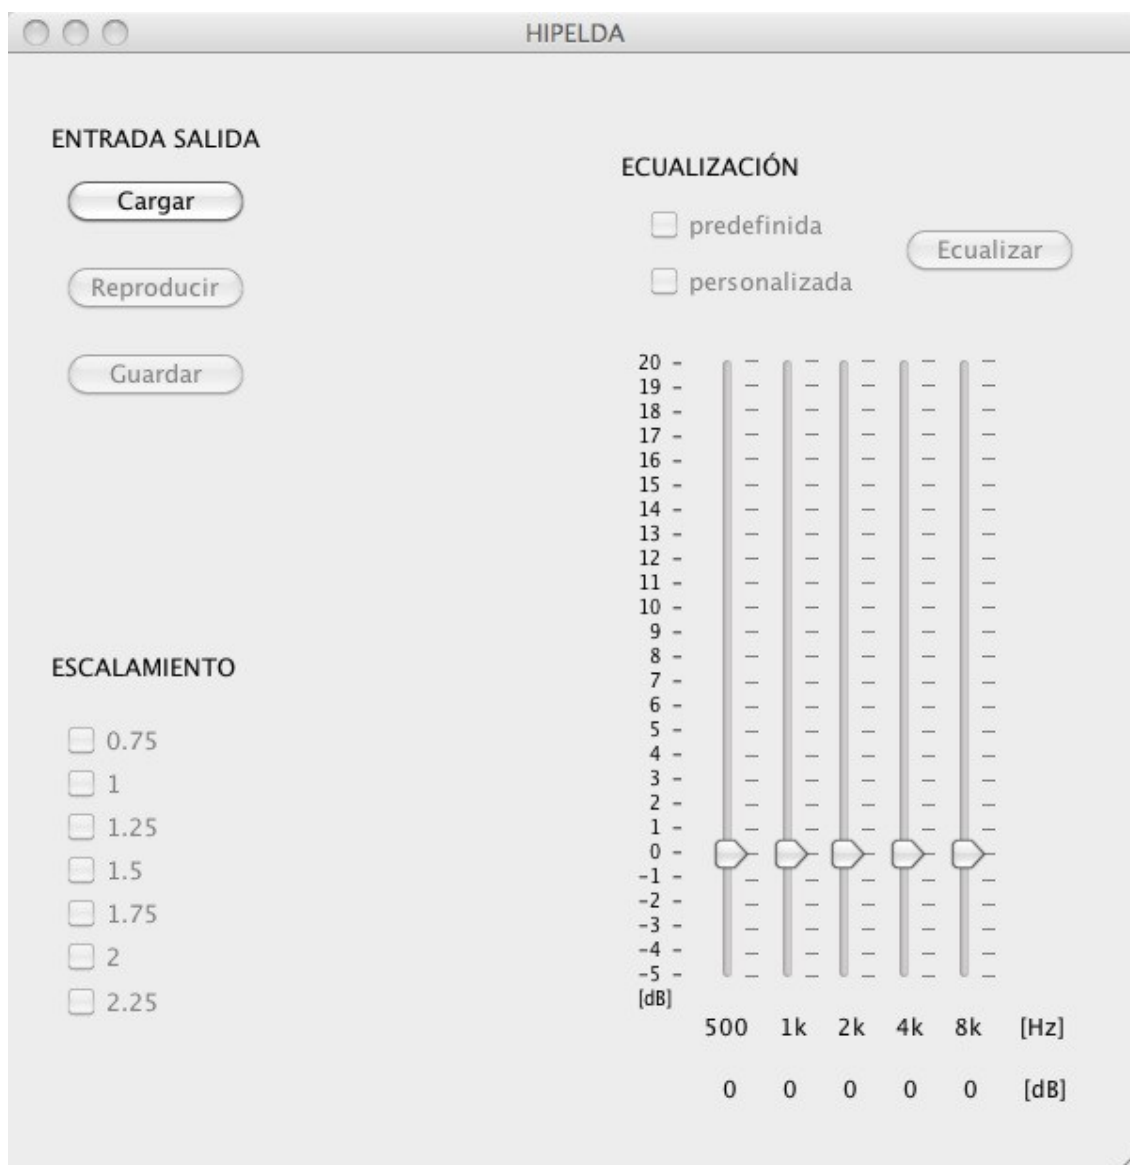 HIPELDA
ENTRADA SALIDA
Cargar
Reproducir
Guardar
ESCALAMIENTO
0.75
1
1.25
1.5
1.75
2
2.25
ECUALIZACIÓN
predefinida
personalizada
Ecualizar
20 -
19 -
18 -
17 -
16 -
15 -
14 -
13 -
12 -
11 -
10 -
9 -
8 -
7 -
6 -
5 -
4 -
3 -
2 -
1 -
0 -
-1 -
-2 -
-3 -
-4 -
-5 -
[dB]
500 1k 2k 4k 8k [Hz]
0 0 0 0 0 [dB]